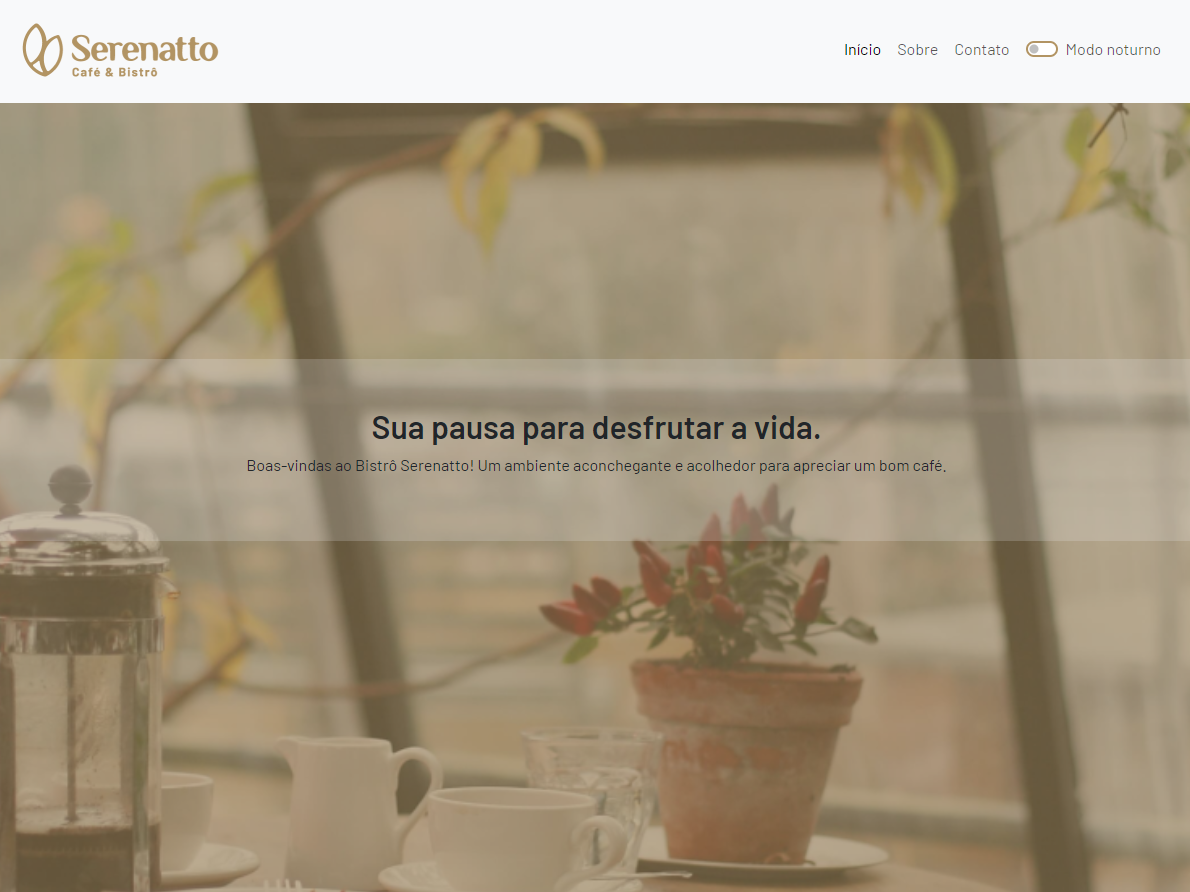 Serenatto
Café & Bistrô
Início
Sobre
Contato
Modo noturno
Sua pausa para desfrutar a vida.
Boas-vindas ao Bistrô Serenatto! Um ambiente aconchegante e acolhedor para apreciar um bom café.